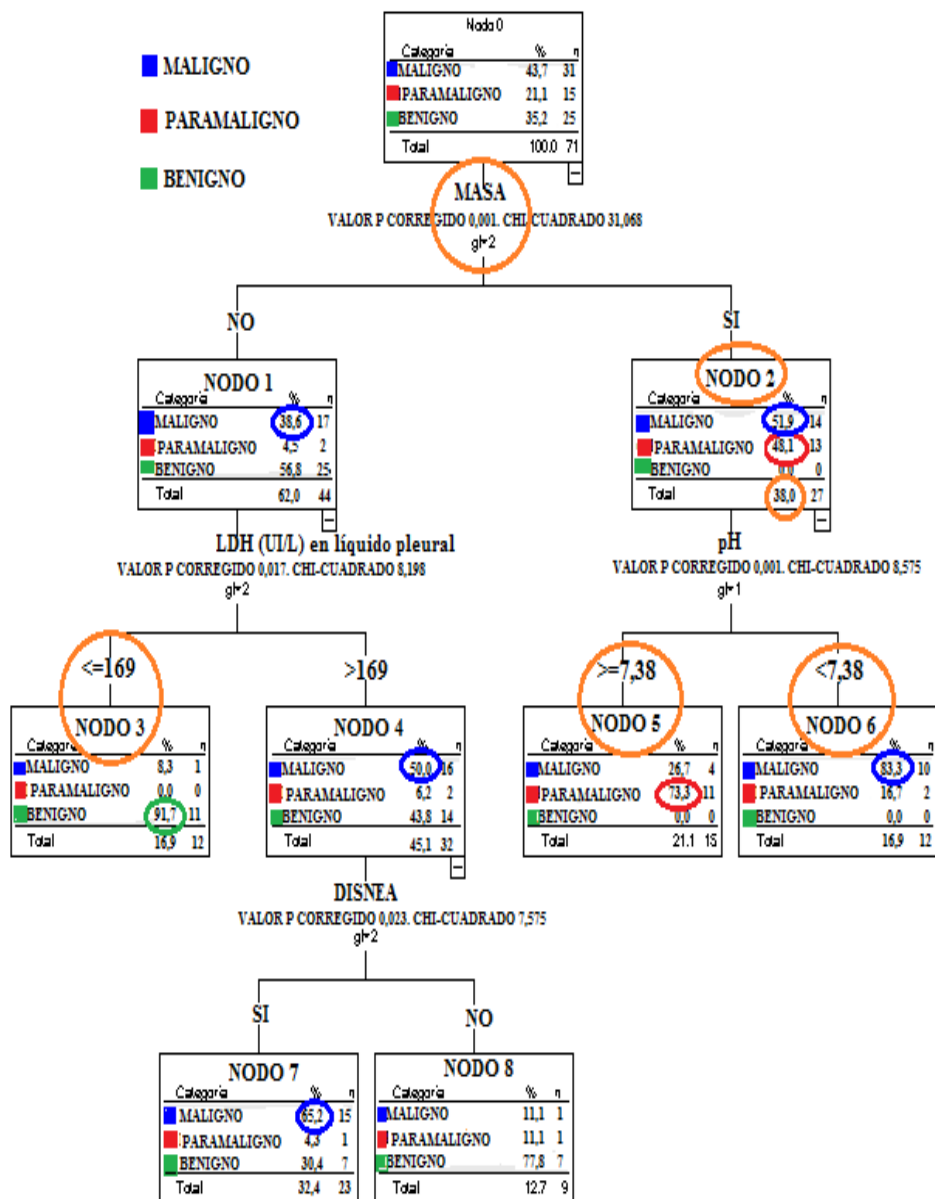 Nodo 0
Categoría % n
MALIGNO 43,7 31
PARAMALIGNO 21,1 15
BENIGNO 35,2 25
Total 100.0 71
MALIGNO
PARAMALIGNO
BENIGNO
MASA
VALOR P CORREGIDO 0,001. CHI-CUADRADO 31,068
gl=2
NO
SI
NODO 1
Categoría % n
MALIGNO 38,6 17
PARAMALIGNO 4,5 2
BENIGNO 56,8 25
Total 62,0 44
NODO 2
Categoría % n
MALIGNO 51,9 14
PARAMALIGNO 48,1 13
BENIGNO 0,0 0
Total 38,0 27
LDH (UI/L) en líquido pleural
VALOR P CORREGIDO 0,017. CHI-CUADRADO 8,198
gl=2
pH
VALOR P CORREGIDO 0,001. CHI-CUADRADO 8,575
gl=1
<=169
>169
>=7,38
<7,38
NODO 3
Categoría % n
MALIGNO 8,3 1
PARAMALIGNO 0,0 0
BENIGNO 91,7 11
Total 16,9 12
NODO 4
Categoría % n
MALIGNO 50,0 16
PARAMALIGNO 6,2 2
BENIGNO 43,8 14
Total 45,1 32
NODO 5
Categoría % n
MALIGNO 26,7 4
PARAMALIGNO 73,3 11
BENIGNO 0,0 0
Total 21.1 15
NODO 6
Categoría % n
MALIGNO 83,3 10
PARAMALIGNO 16,7 2
BENIGNO 0,0 0
Total 16,9 12
DISNEA
VALOR P CORREGIDO 0,023. CHI-CUADRADO 7,575
gl=2
SI
NO
NODO 7
Categoría % n
MALIGNO 65,2 15
PARAMALIGNO 4,3 1
BENIGNO 30,4 7
Total 32,4 23
NODO 8
Categoría % n
MALIGNO 11,1 1
PARAMALIGNO 11,1 1
BENIGNO 77,8 7
Total 12.7 9